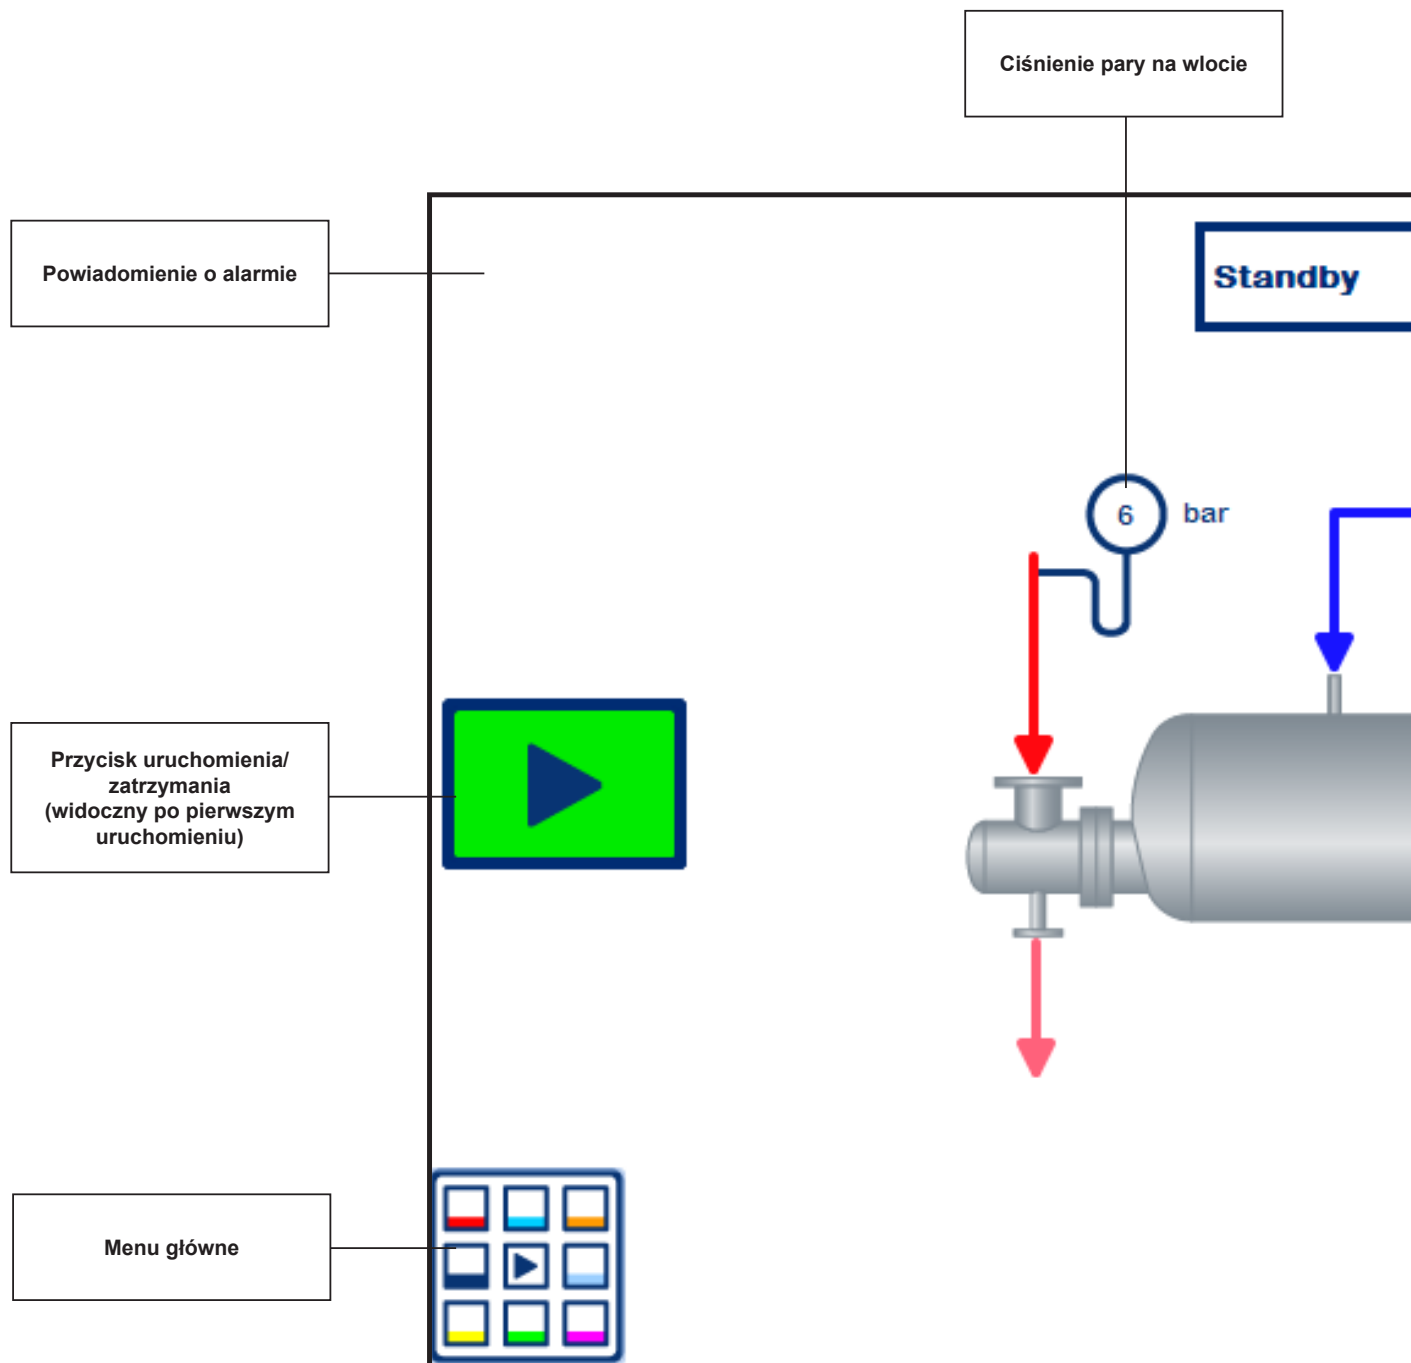 Ciśnienie pary na wlocie
Powiadomienie o alarmie
Standby
6 bar
Przycisk uruchomienia/
zatrzymania
(widoczny po pierwszym
uruchomieniu)
Menu główne